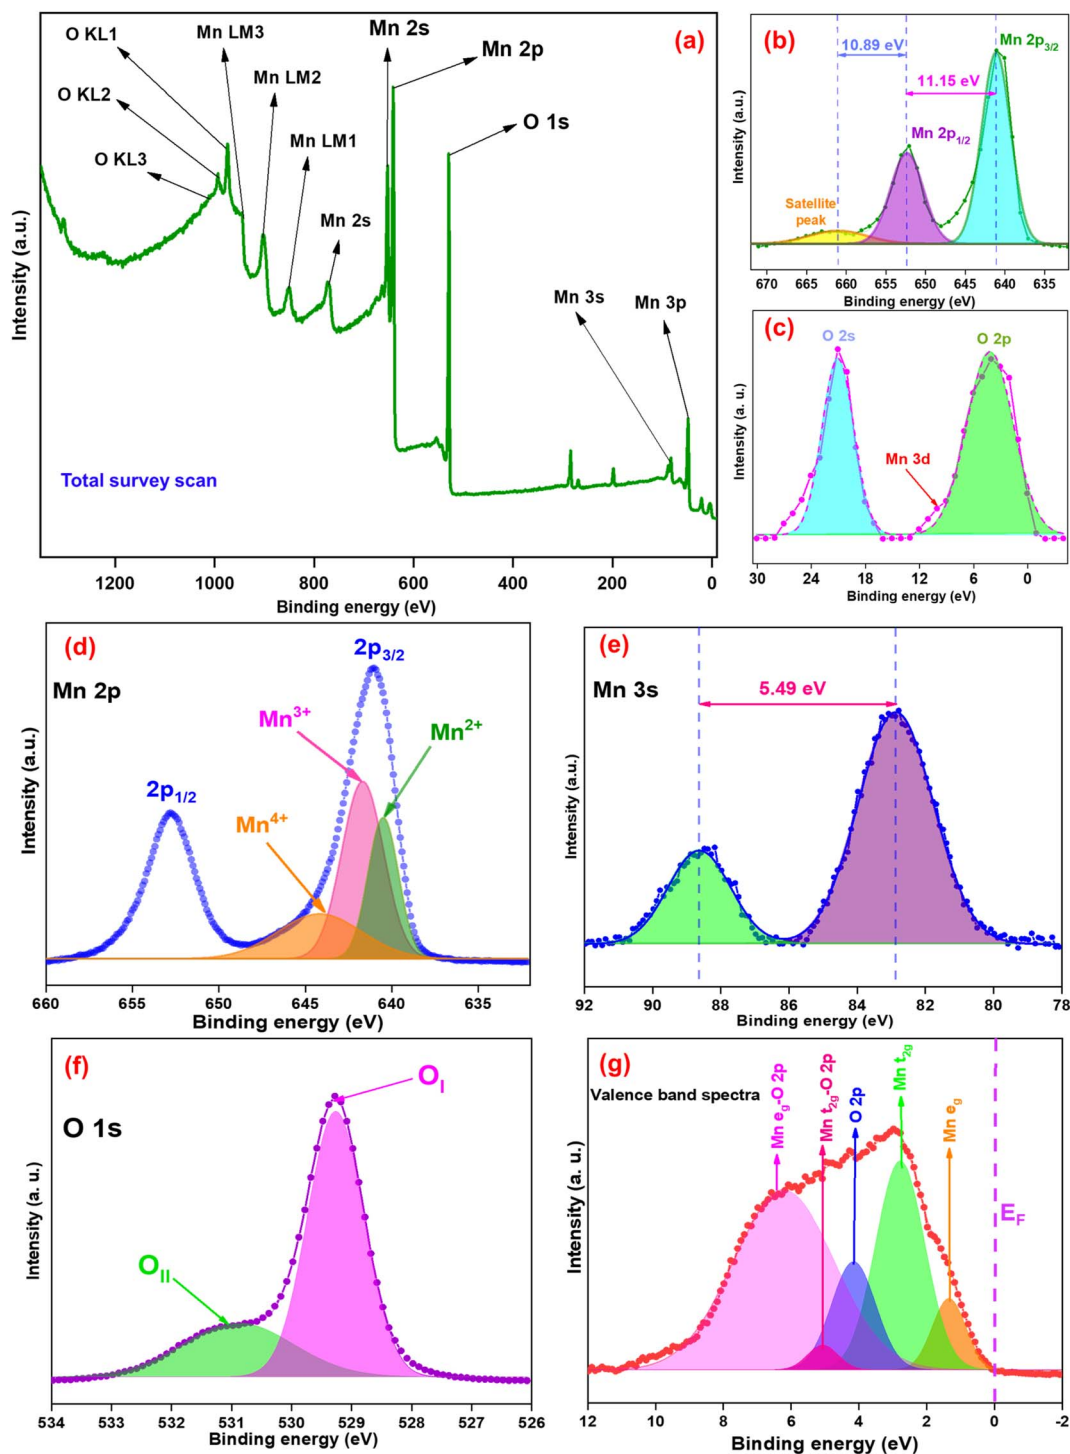 (a)
O KL1
Mn LM3
Mn 2s
Mn 2p
Mn LM2
O KL2
O 1s
Mn LM1
O KL3
Mn 2s
Mn 3s
Mn 3p
Total survey scan
Intensity (a.u.)
1200 1000 800 600 400 200 0
Binding energy (eV)
(b)
10.89 eV
Mn 2p3/2
11.15 eV
Mn 2p1/2
Satellite
peak
Intensity (a.u.)
670 665 660 655 650 645 640 635
Binding energy (eV)
(c)
O 2s
O 2p
Mn 3d
Intensity (a. u.)
30 24 18 12 6 0
Binding energy (eV)
(d)
2p3/2
Mn 2p
Mn3+
Mn2+
2p1/2
Mn4+
Intensity (a.u.)
660 655 650 645 640 635
Binding energy (eV)
(e)
Mn 3s
5.49 eV
Intensity (a.u.)
92 90 88 86 84 82 80 78
Binding energy (eV)
(f)
OI
O 1s
OII
Intensity (a. u.)
534 533 532 531 530 529 528 527 526
Binding energy (eV)
(g)
Valence band spectra
Mn eg-O 2p
Mn t2g-O 2p
O 2p
Mn t2g
Mn eg
EF
Intensity (a. u.)
12 10 8 6 4 2 0 -2
Binding energy (eV)